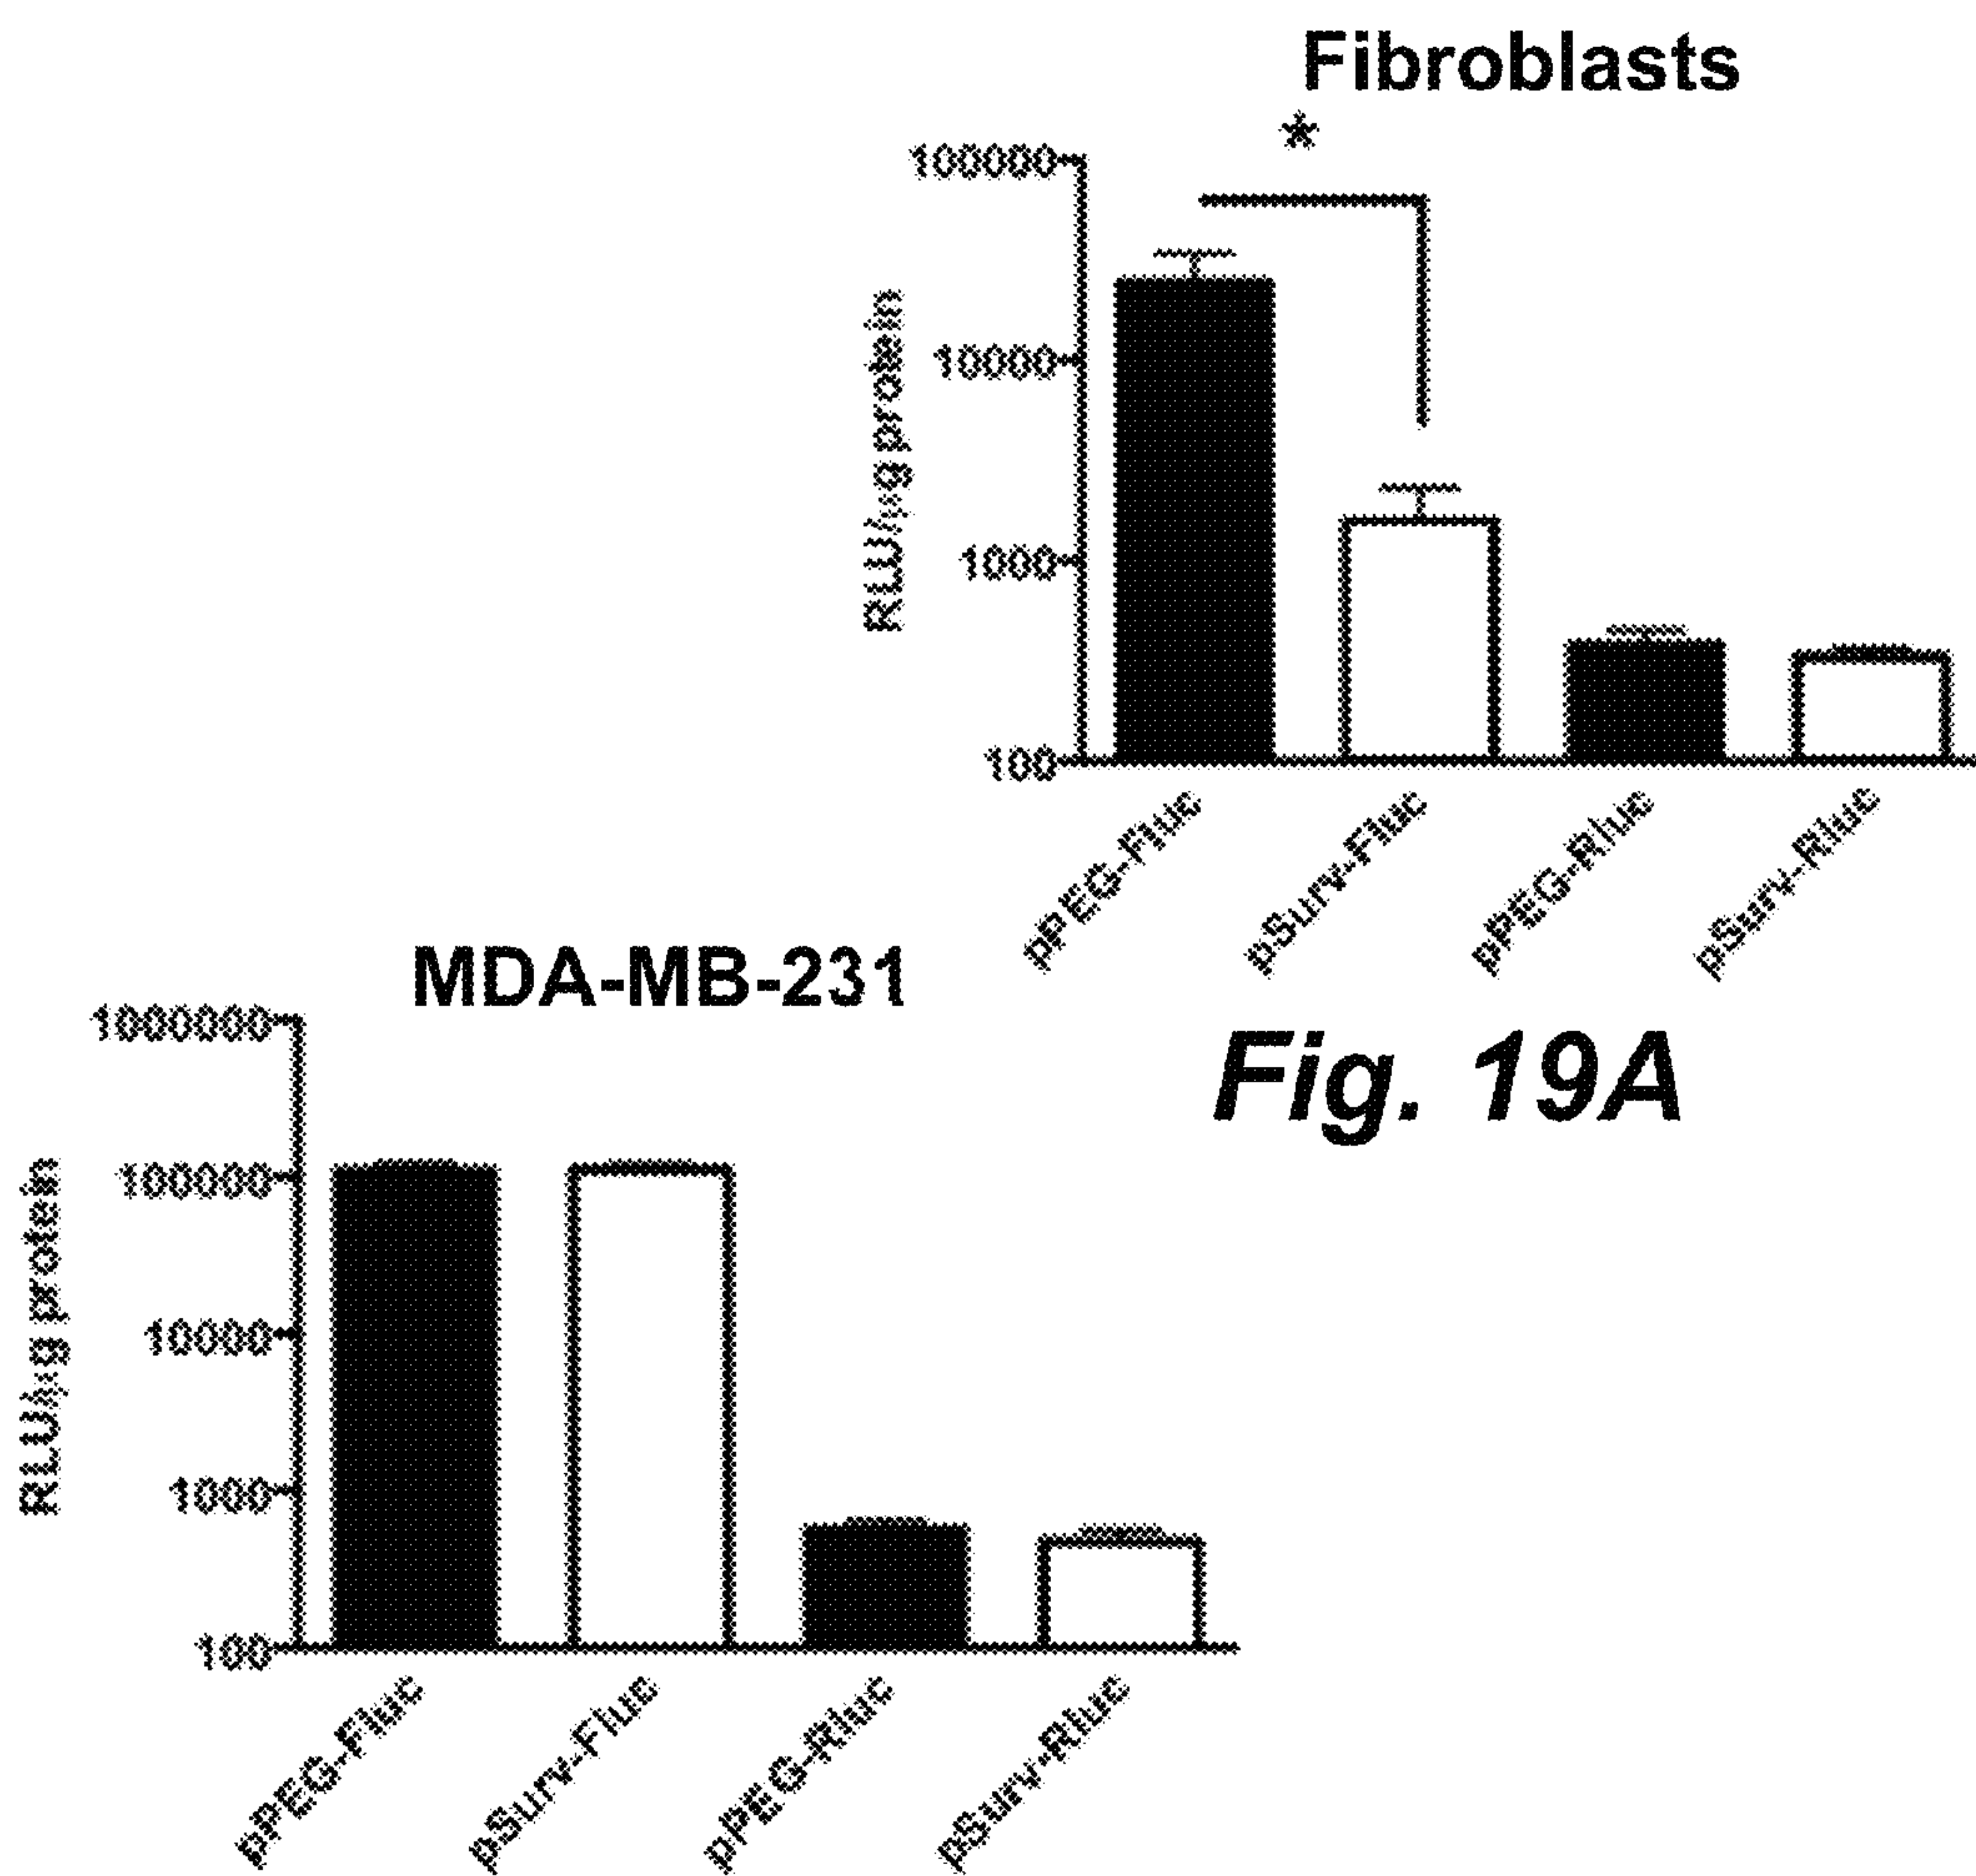 Fibroblasts
*
100000
10000
1000
100
RLU/μg protein
pPEG-Fluc
pSurv-Fluc
pPEG-Rluc
pSurv-Rluc
Fig. 19A
MDA-MB-231
1000000
100000
10000
1000
100
RLU/μg protein
pPEG-Fluc
pSurv-Fluc
pPEG-Rluc
pSurv-Rluc